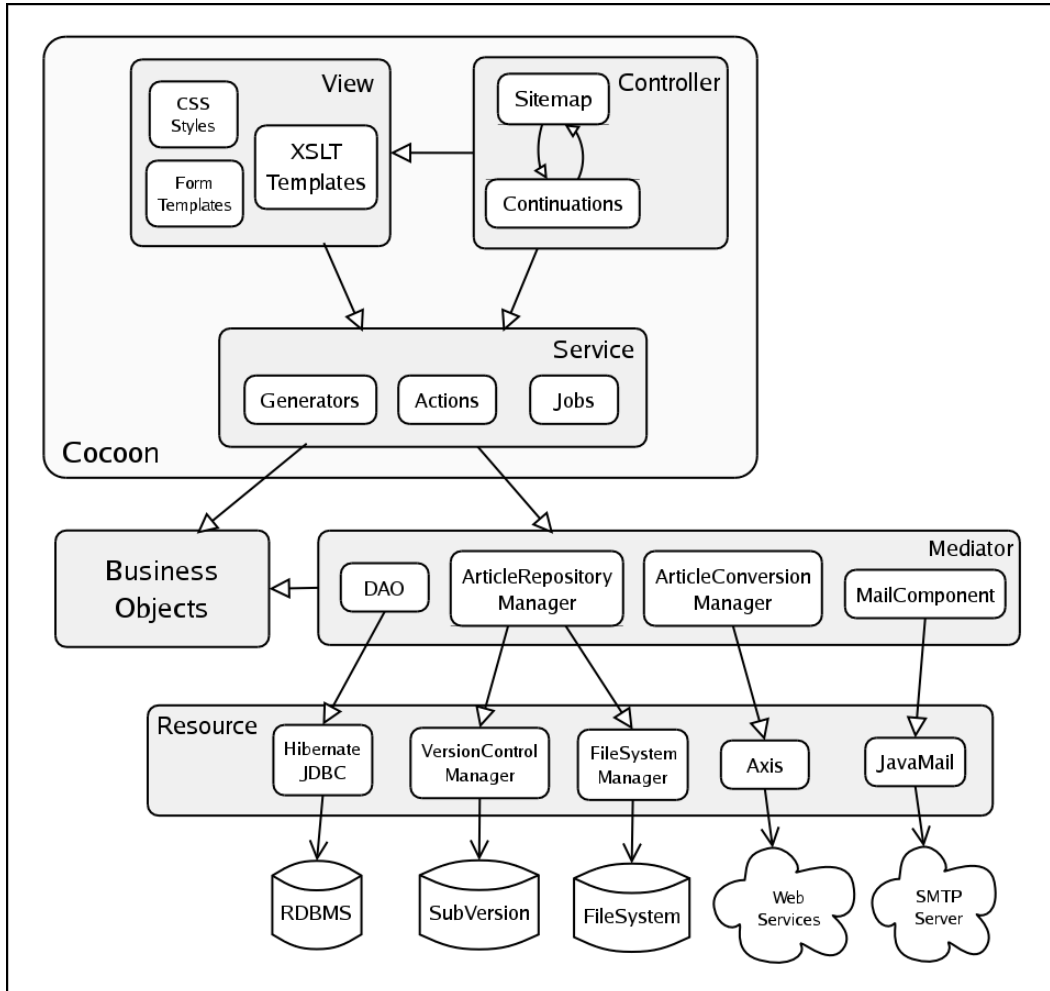 View
CSS
Styles
XSLT
Templates
Form
Templates
Controller
Sitemap
Continuations
Service
Generators
Actions
Jobs
Cocoon
Business
Objects
Mediator
DAO
ArticleRepository
Manager
ArticleConversion
Manager
MailComponent
Resource
Hibernate
JDBC
VersionControl
Manager
FileSystem
Manager
Axis
JavaMail
RDBMS
SubVersion
FileSystem
Web
Services
SMTP
Server